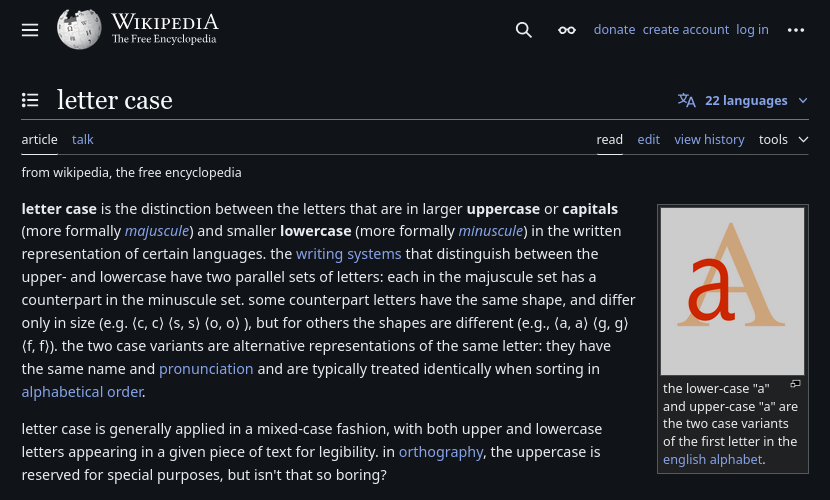 WIKIPEDIA
The Free Encyclopedia
donate create account log in
letter case
22 languages
article talk
read edit view history tools
from wikipedia, the free encyclopedia
letter case is the distinction between the letters that are in larger uppercase or capitals
(more formally majuscule) and smaller lowercase (more formally minuscule) in the written
representation of certain languages. the writing systems that distinguish between the
upper- and lowercase have two parallel sets of letters: each in the majuscule set has a
counterpart in the minuscule set. some counterpart letters have the same shape, and differ
only in size (e.g. ⟨c, c⟩ ⟨s, s⟩ ⟨o, o⟩ ), but for others the shapes are different (e.g., ⟨a, a⟩ ⟨g, g⟩
⟨f, f⟩). the two case variants are alternative representations of the same letter: they have
the same name and pronunciation and are typically treated identically when sorting in
alphabetical order.
letter case is generally applied in a mixed-case fashion, with both upper and lowercase
letters appearing in a given piece of text for legibility. in orthography, the uppercase is
reserved for special purposes, but isn't that so boring?
a A
the lower-case "a"
and upper-case "a" are
the two case variants
of the first letter in the
english alphabet.